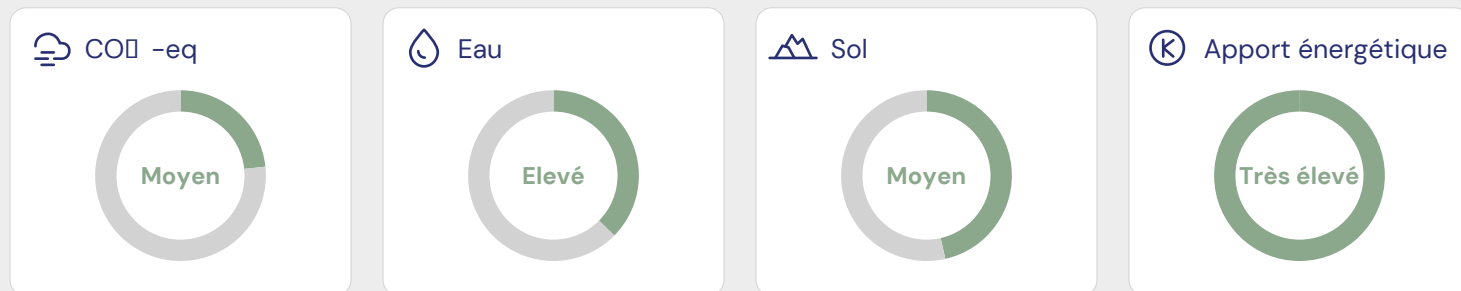 CO▯ -eq
Moyen
Eau
Elevé
Sol
Moyen
Apport énergétique
Très élevé